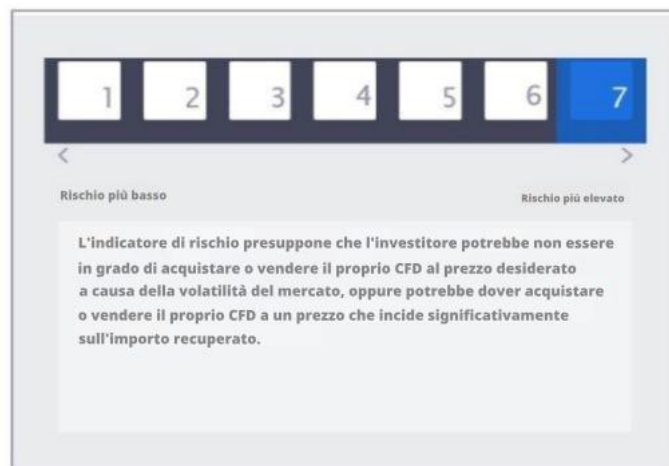 1 2 3 4 5 6 7
< >
Rischio più basso Rischio più elevato
L'indicatore di rischio presuppone che l'investitore potrebbe non essere
in grado di acquistare o vendere il proprio CFD al prezzo desiderato
a causa della volatilità del mercato, oppure potrebbe dover acquistare
o vendere il proprio CFD a un prezzo che incide significativamente
sull'importo recuperato.